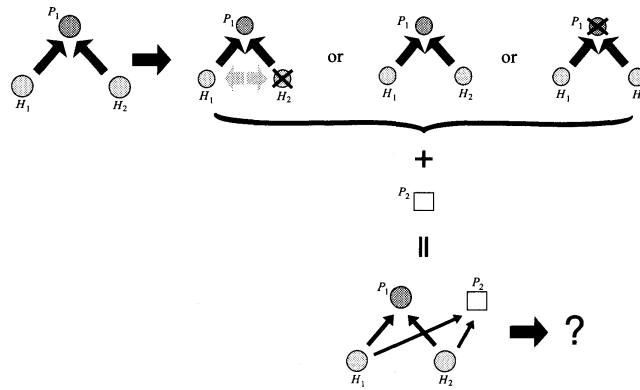 P₁ H₁ H₂
P₁ H₁ H₂
or
P₁ H₁ H₂
or
P₁ H₁ H
+
P₂
=
P₁ P₂ H₁ H₂
?